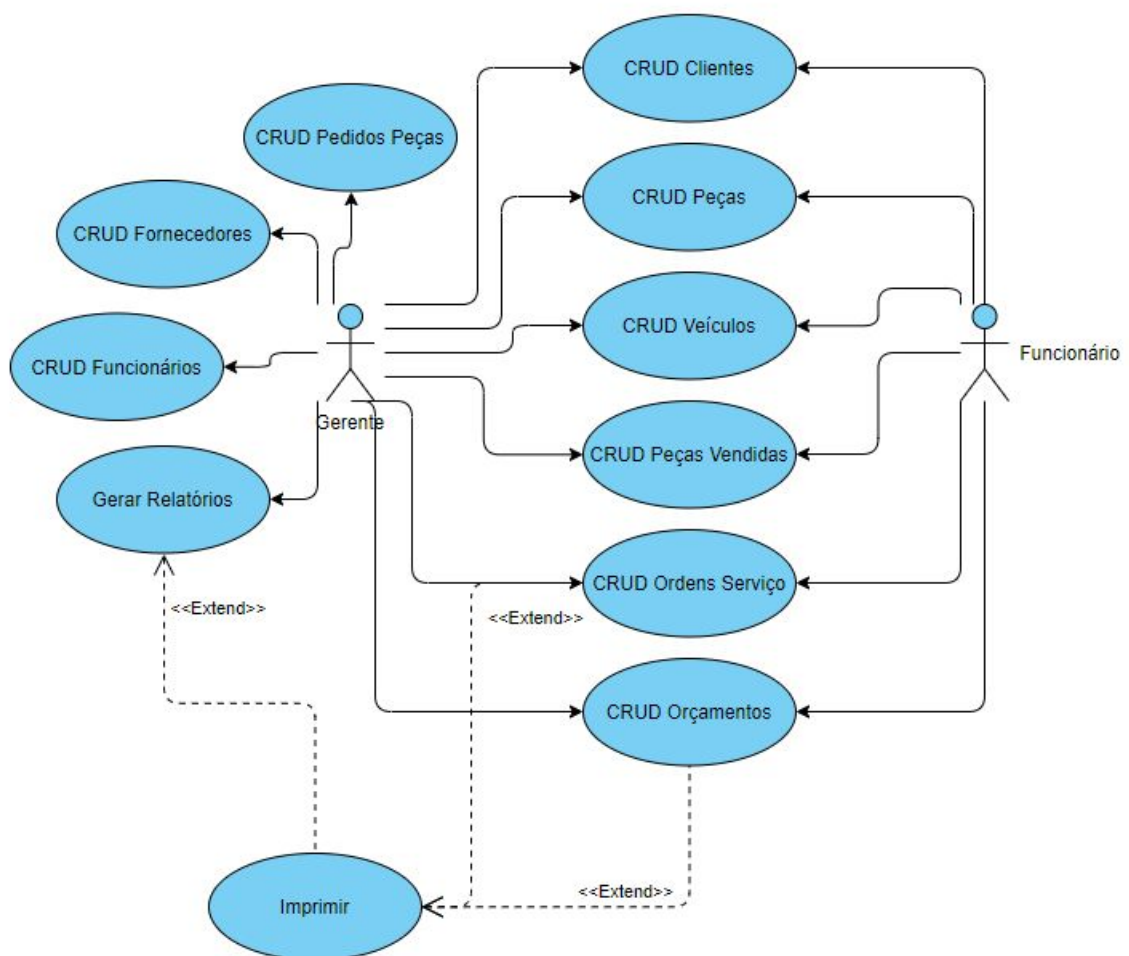 CRUD Clientes
CRUD Pedidos Peças
CRUD Peças
CRUD Fornecedores
CRUD Veículos
Funcionário
CRUD Funcionários
Gerente
CRUD Peças Vendidas
Gerar Relatórios
CRUD Ordens Serviço
<<Extend>>
<<Extend>>
CRUD Orçamentos
<<Extend>>
Imprimir